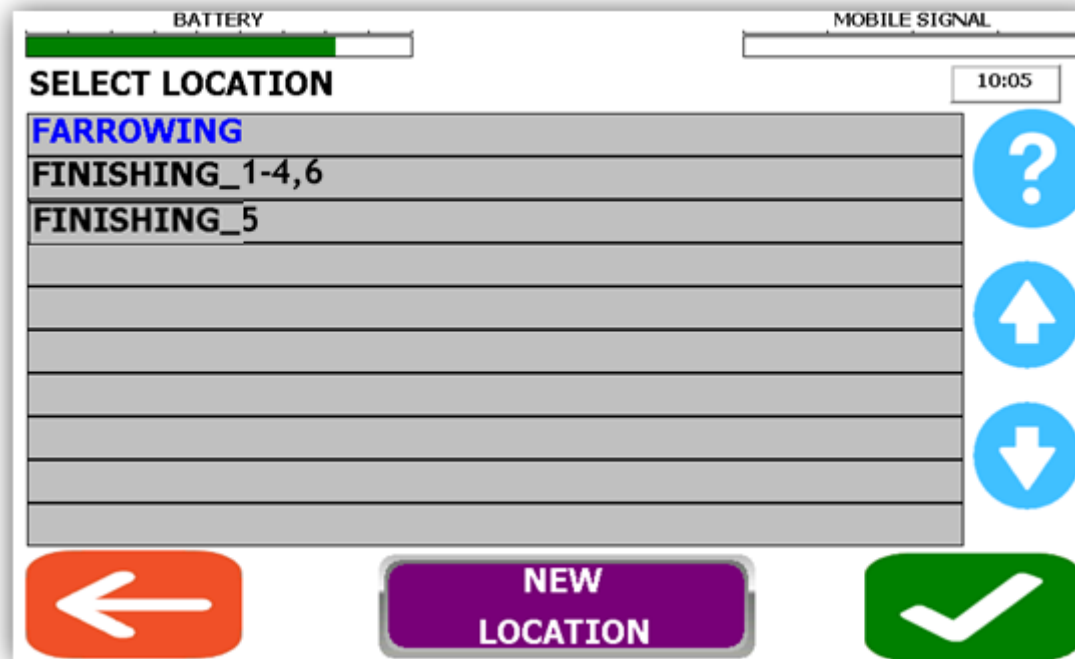 BATTERY
MOBILE SIGNAL
SELECT LOCATION
10:05
FARROWING
FINISHING_1-4,6
FINISHING_5
?
NEW
LOCATION